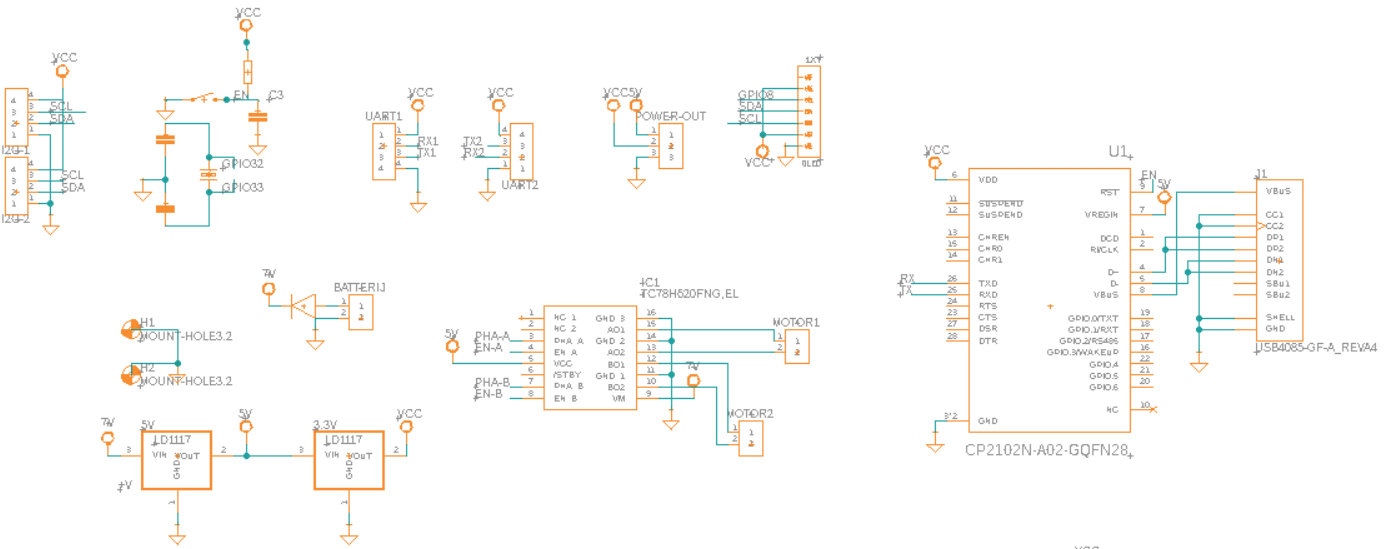 VCC
VCC
SCL
SDA
4
3
2
1
I2C-1
SCL
SDA
4
3
2
1
I2C-2
EN
C3
GPIO32
GPIO33
UART1
VCC
RX1
TX1
1
2
3
4
VCC
TX2
RX2
4
3
2
1
UART2
VCC
5V
POWER-OUT
1
2
3
1X7
GPIO8
SDA
SCL
VCC
OLED
U1
VCC
6
VDD
11
SUSPEND
12
SUSPEND
13
CHREN
15
CHR0
14
CHR1
RX
TX
26
TXD
25
RXD
24
RTS
23
CTS
27
DSR
28
DTR
GND
EN
5V
RST
9
VREGIN
7
DCD
1
RI/CLK
2
D+
4
D-
5
VBUS
8
GPIO.0/TXT
19
GPIO.1/RXT
18
GPIO.2/RS485
17
GPIO.3/WAKEUP
16
GPIO.4
22
GPIO.5
21
GPIO.6
20
NC
10
CP2102N-A02-GQFN28
J1
VBUS
CC1
CC2
DP1
DP2
DN1
DN2
SBU1
SBU2
SHELL
GND
USB4085-GF-A_REVA4
7V
BATTERIJ
1
2
H1
MOUNT-HOLE3.2
H2
MOUNT-HOLE3.2
IC1
TC78H620FNG,EL
5V
PHA-A
EN-A
PHA-B
EN-B
1
NC 1
2
NC 2
3
PHA A
4
EN A
5
VCC
6
/STBY
7
PHA B
8
EN B
GND 3
16
AO1
15
GND 2
14
AO2
13
BO1
12
GND 1
11
BO2
10
VM
9
7V
MOTOR1
1
2
MOTOR2
1
2
7V
5V
LD1117
3
VIN
VOUT
2
GND
1
+V
5V
3.3V
LD1117
3
VIN
VOUT
2
GND
1
VCC